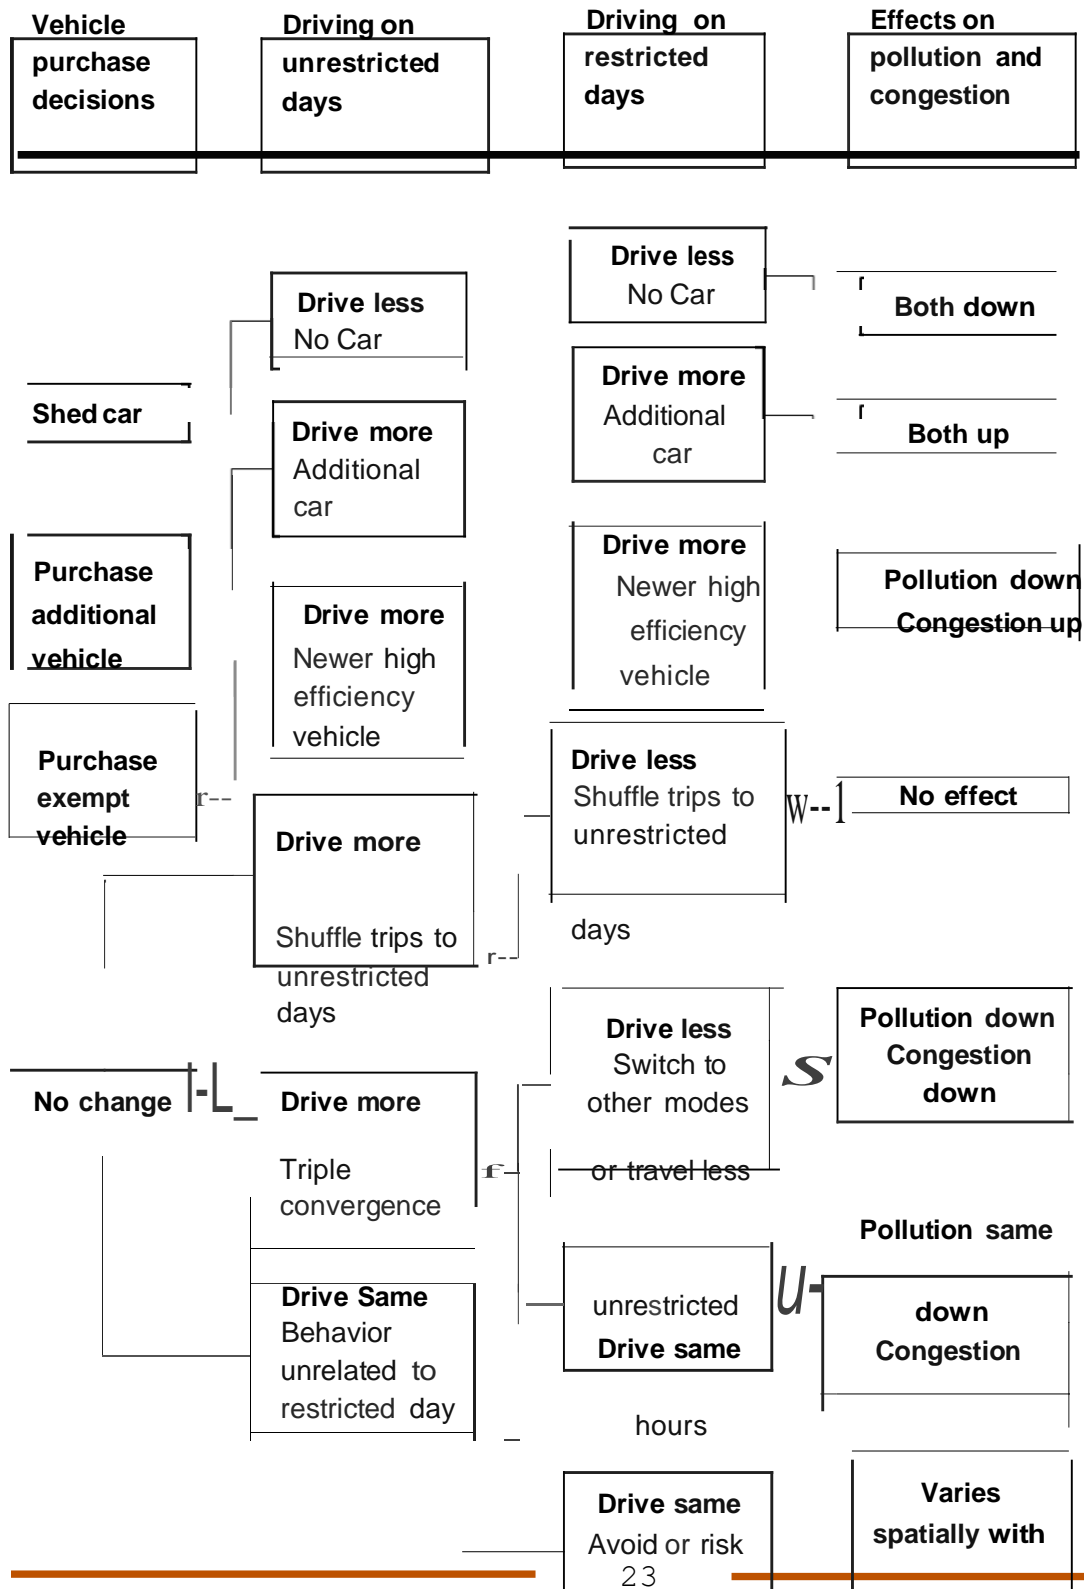 Vehicle
purchase
decisions
Driving on
unrestricted
days
Driving on
restricted
days
Effects on
pollution and
congestion
Shed car
Purchase
additional
vehicle
Purchase
exempt
vehicle
r--
No change
I-L_
Drive less
No Car
Drive more
Additional
car
Drive more
Newer high
efficiency
vehicle
Drive more
Shuffle trips to
unrestricted
days
r--
Drive more
Triple
convergence
f-
Drive Same
Behavior
unrelated to
restricted day
Drive less
No Car
Drive more
Additional
car
Drive more
Newer high
efficiency
vehicle
Drive less
Shuffle trips to
unrestricted
days
W--1
Drive less
Switch to
other modes
or travel less
s
unrestricted
Drive same
hours
U-
Drive same
Avoid or risk
Both down
Both up
Pollution down
Congestion up
No effect
Pollution down
Congestion
down
Pollution same
down
Congestion
Varies
spatially with
23